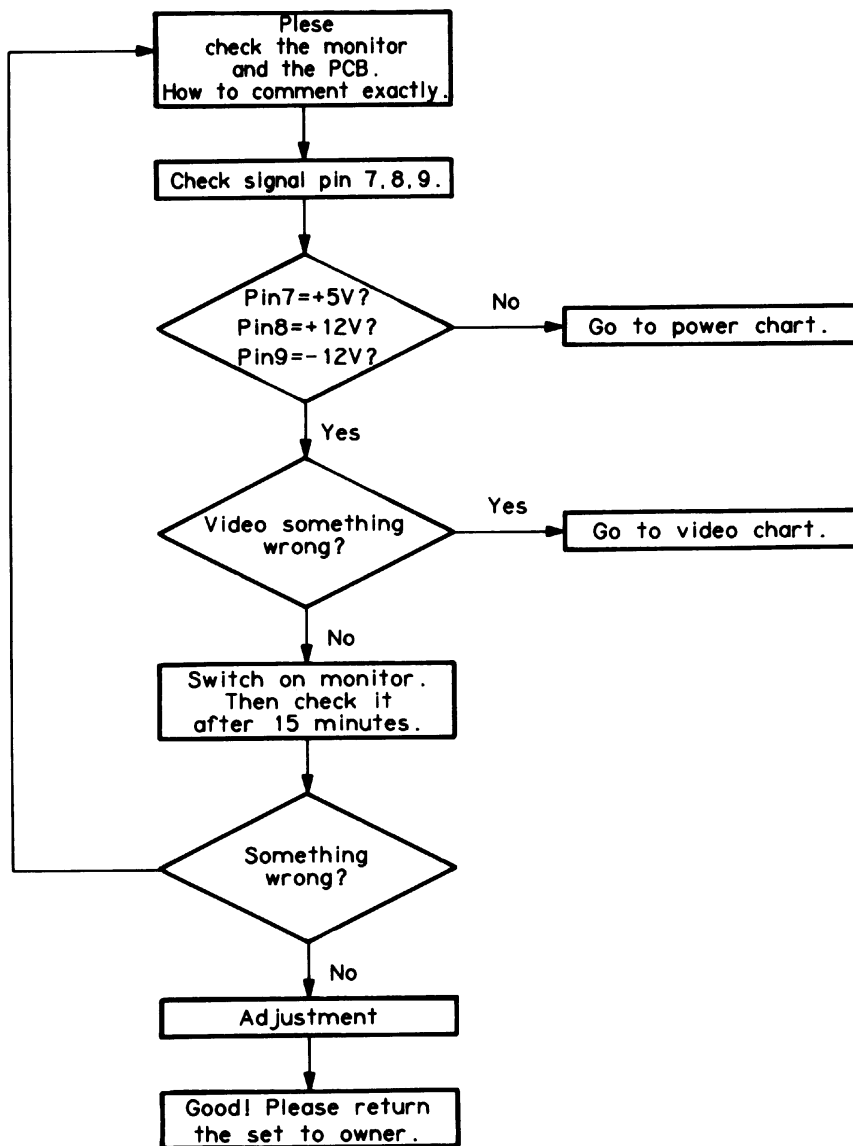 Plese
check the monitor
and the PCB.
How to comment exactly.
Check signal pin 7,8,9.
Pin7=+5V?
Pin8=+12V?
Pin9=-12V?
No
Go to power chart.
Yes
Video something
wrong?
Yes
Go to video chart.
No
Switch on monitor.
Then check it
after 15 minutes.
Something
wrong?
No
Adjustment
Good! Please return
the set to owner.